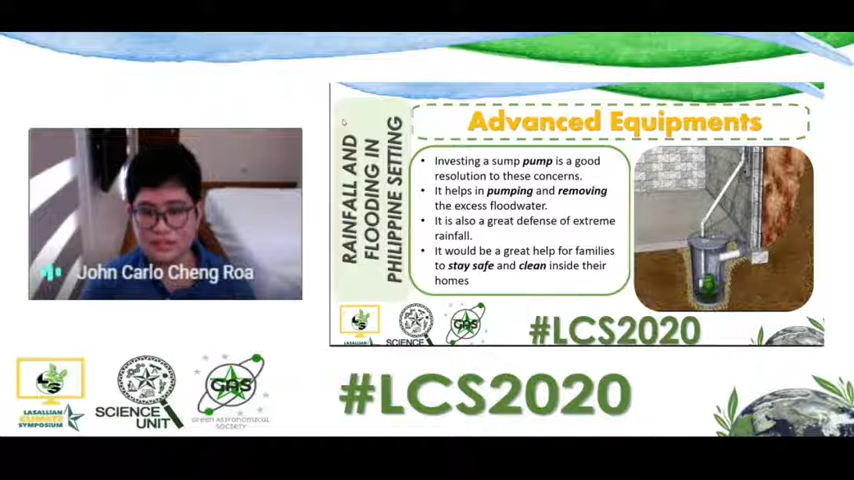 John Carlo Cheng Roa
RAINFALL AND
FLOODING IN
PHILIPPINE SETTING
Advanced Equipments
• Investing a sump pump is a good
resolution to these concerns.
• It helps in pumping and removing
the excess floodwater.
• It is also a great defense of extreme
rainfall.
• It would be a great help for families
to stay safe and clean inside their
homes
SCIENCE
GAS
#LCS2020
LASALLIAN
CLIMATE
SYMPOSIUM
SCIENCE
UNIT
GAS
GREEN ASTRONOMICAL
SOCIETY
#LCS2020